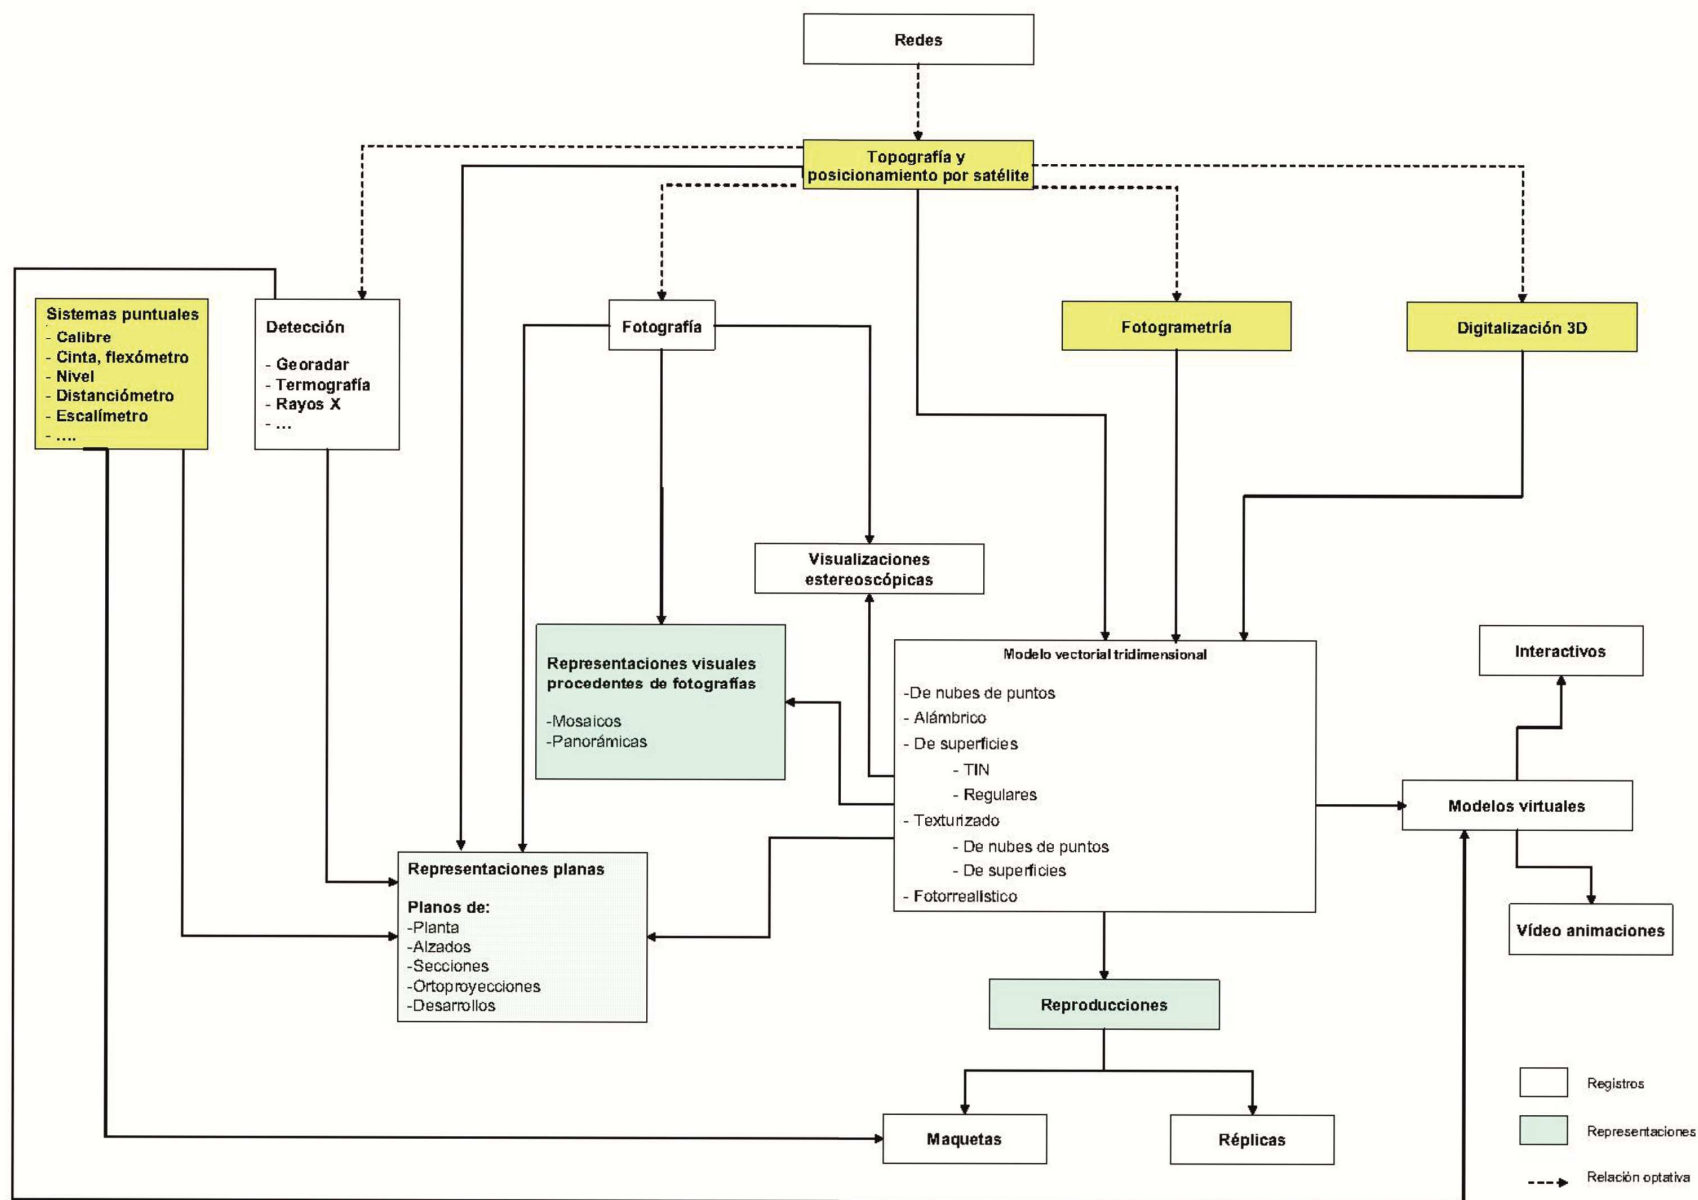 Redes
Topografía y
posicionamiento por satélite
Sistemas puntuales
- Calibre
- Cinta, flexómetro
- Nivel
- Distanciómetro
- Escalímetro
- ....
Detección
- Georadar
- Termografía
- Rayos X
- ...
Fotografía
Fotogrametría
Digitalización 3D
Visualizaciones
estereoscópicas
Representaciones visuales
procedentes de fotografías
-Mosaicos
-Panorámicas
Modelo vectorial tridimensional
-De nubes de puntos
- Alámbrico
- De superficies
- TIN
- Regulares
- Texturizado
- De nubes de puntos
- De superficies
- Fotorrealístico
Interactivos
Modelos virtuales
Vídeo animaciones
Representaciones planas
Planos de:
-Planta
-Alzados
-Secciones
-Ortoproyecciones
-Desarrollos
Reproducciones
Maquetas
Réplicas
Registros
Representaciones
Relación optativa